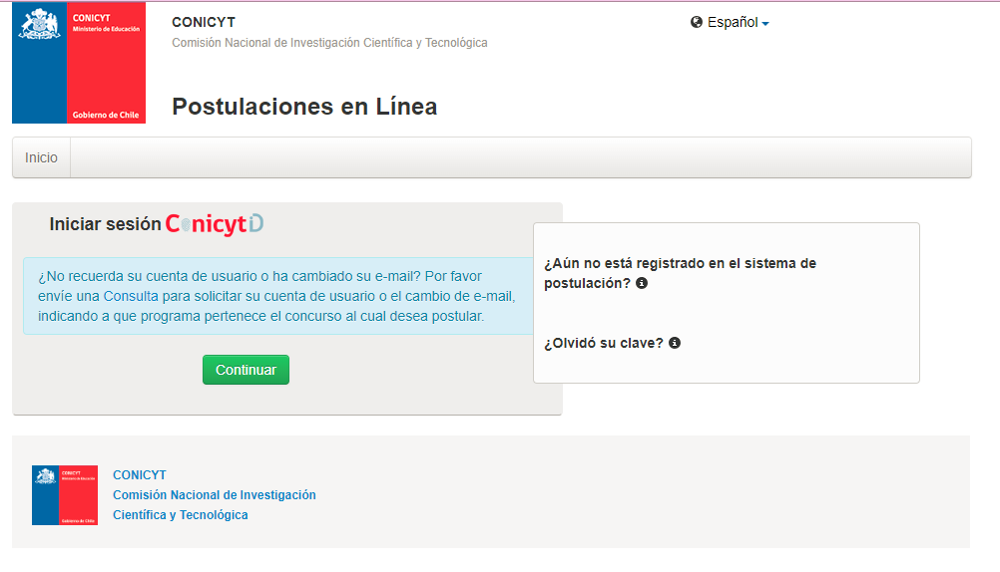 CONICYT
Ministerio de Educación
Gobierno de Chile
CONICYT
Comisión Nacional de Investigación Científica y Tecnológica
Español
Postulaciones en Línea
Inicio
Iniciar sesión Conicyt iD
¿No recuerda su cuenta de usuario o ha cambiado su e-mail? Por favor
envíe una Consulta para solicitar su cuenta de usuario o el cambio de e-mail,
indicando a que programa pertenece el concurso al cual desea postular.
Continuar
¿Aún no está registrado en el sistema de
postulación?
¿Olvidó su clave?
CONICYT
Ministerio de Educación
Gobierno de Chile
CONICYT
Comisión Nacional de Investigación
Científica y Tecnológica